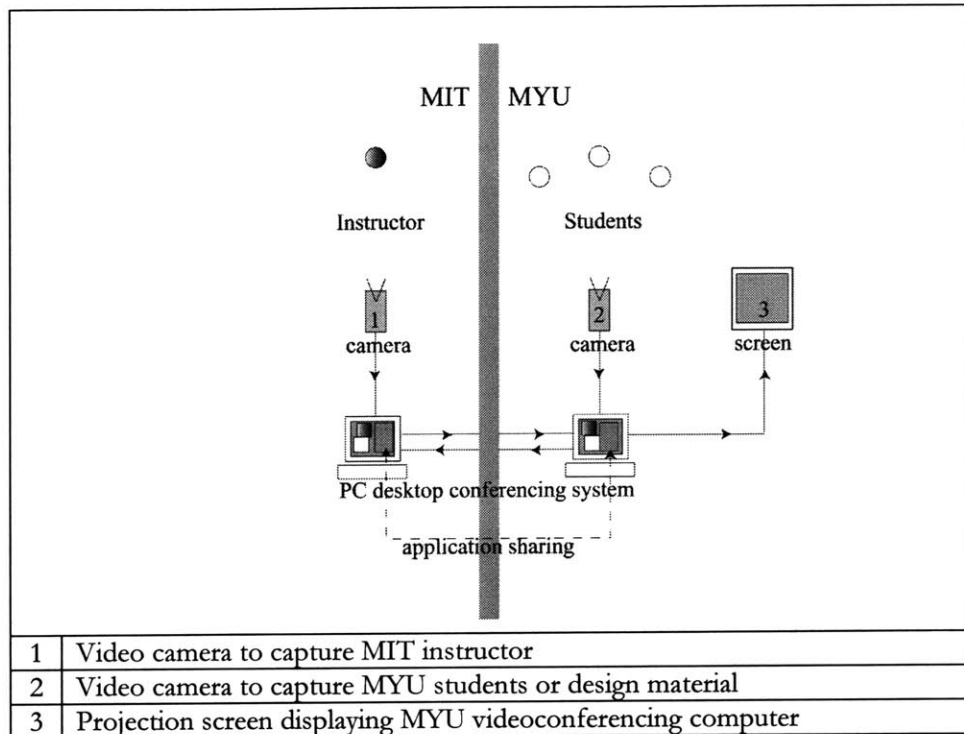 MIT MYU
Instructor Students
1 2 3
camera camera screen
PC desktop conferencing system
application sharing
1 Video camera to capture MIT instructor
2 Video camera to capture MYU students or design material
3 Projection screen displaying MYU videoconferencing computer